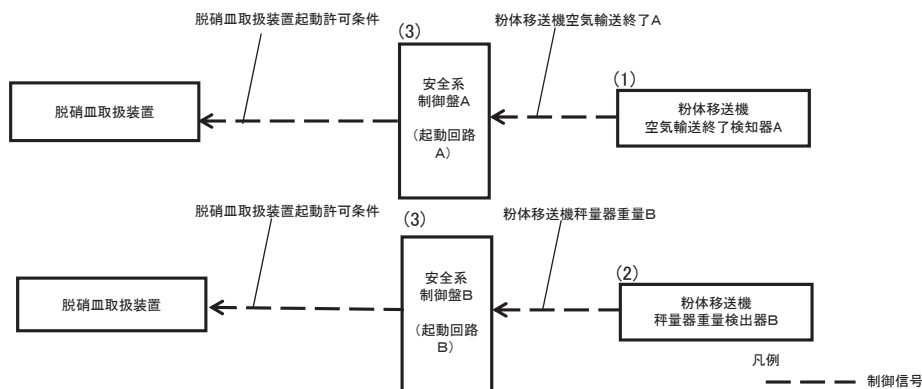 脱硝皿取扱装置起動許可条件
(3)
粉体移送機空気輸送終了A
脱硝皿取扱装置
安全系
制御盤A
(起動回路
A)
(1)
粉体移送機
空気輸送終了検知器A
脱硝皿取扱装置起動許可条件
(3)
粉体移送機秤量器重量B
脱硝皿取扱装置
安全系
制御盤B
(起動回路
B)
(2)
粉体移送機
秤量器重量検出器B
凡例
制御信号